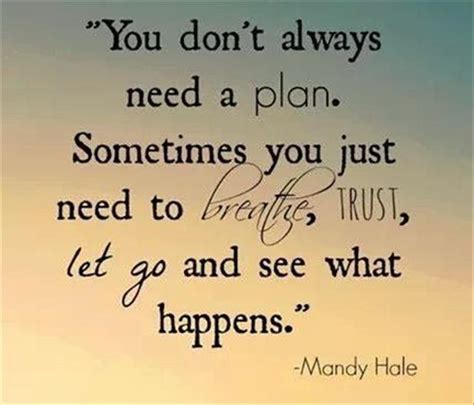 "You don't always
need a plan.
Sometimes you just
need to breathe, TRUST,
let go and see what
happens."
-Mandy Hale